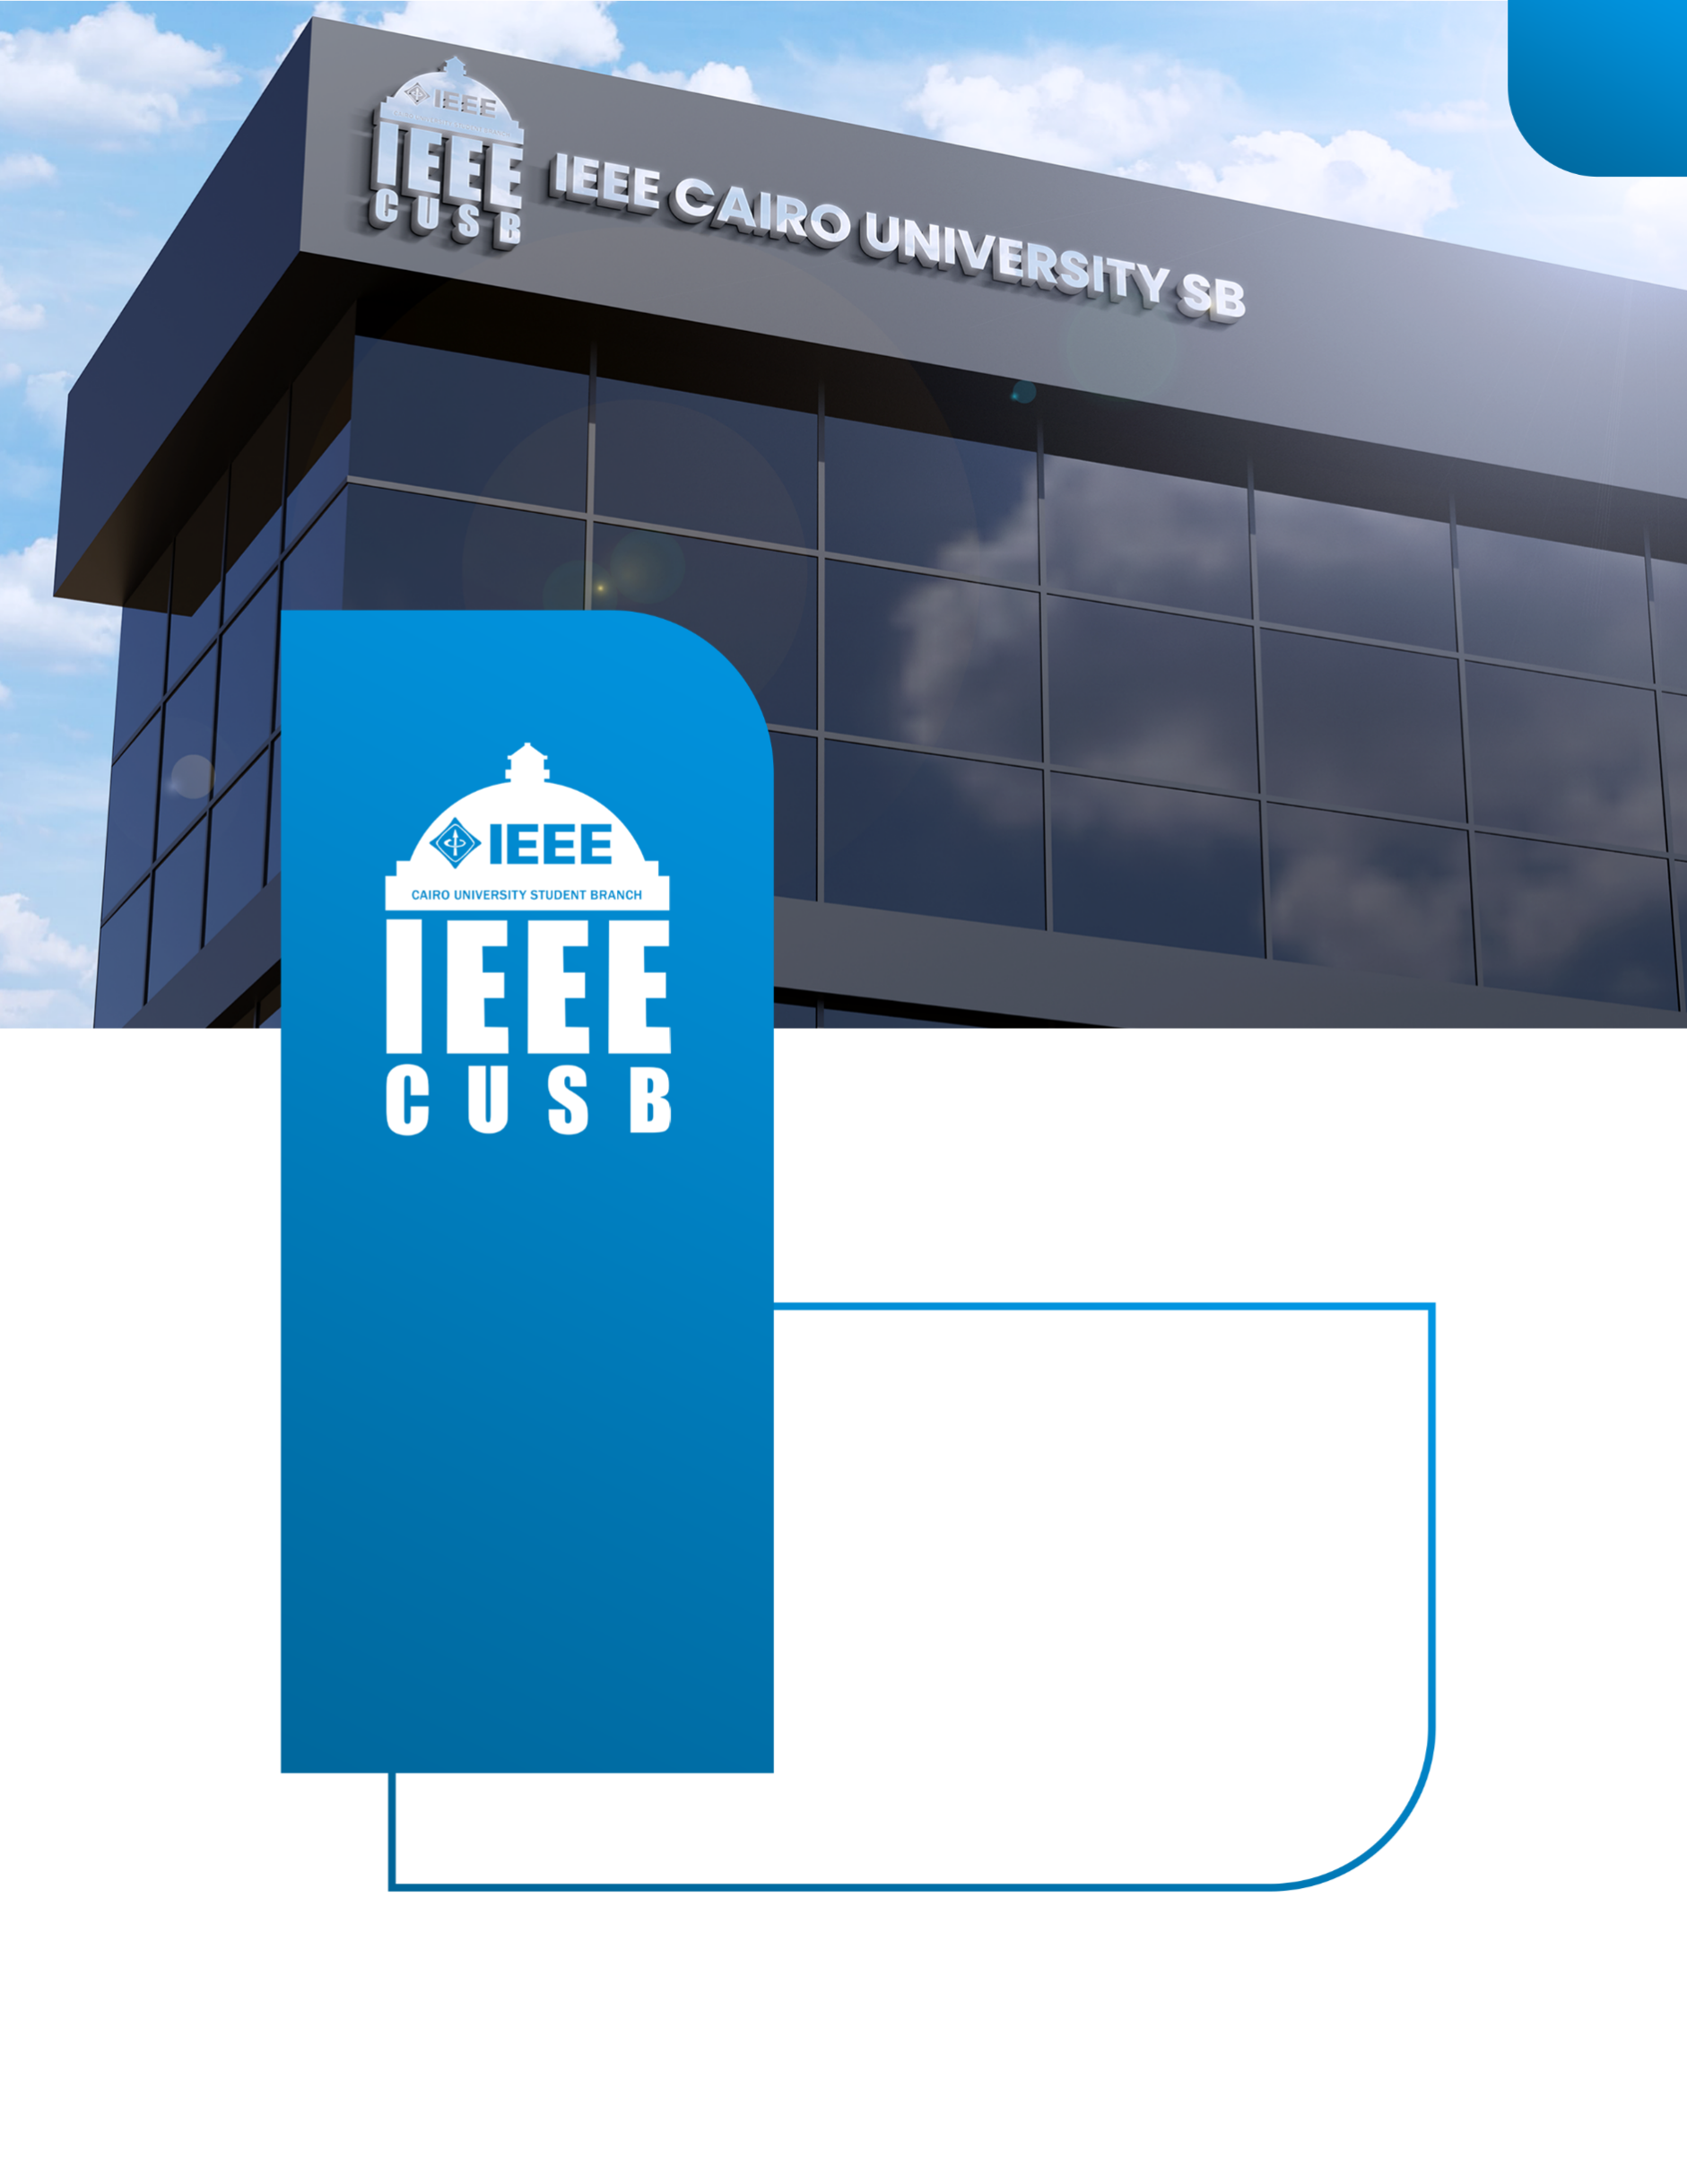 IEEE
IEEE
CUSB
IEEE CAIRO UNIVERSITY SB
IEEE
CAIRO UNIVERSITY STUDENT BRANCH
IEEE
CUSB